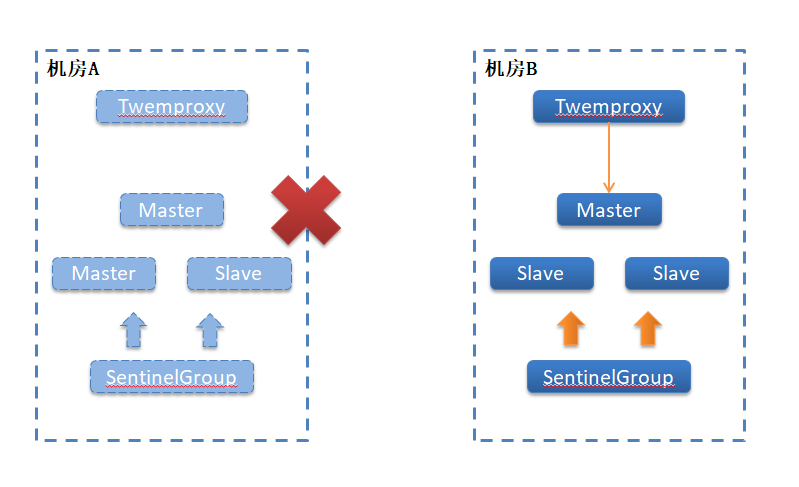 机房A
Twemproxy
Master
Master
Slave
SentinelGroup
机房B
Twemproxy
Master
Slave
Slave
SentinelGroup